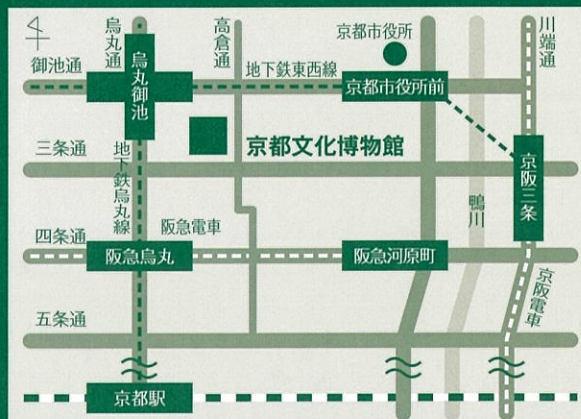 烏丸通
高倉通
京都市役所
川端通
御池通
烏丸御池
地下鉄東西線
京都市役所前
京都文化博物館
三条通
地下鉄烏丸線
鴨川
京阪三条
四条通
阪急電車
阪急烏丸
阪急河原町
京阪電車
五条通
京都駅